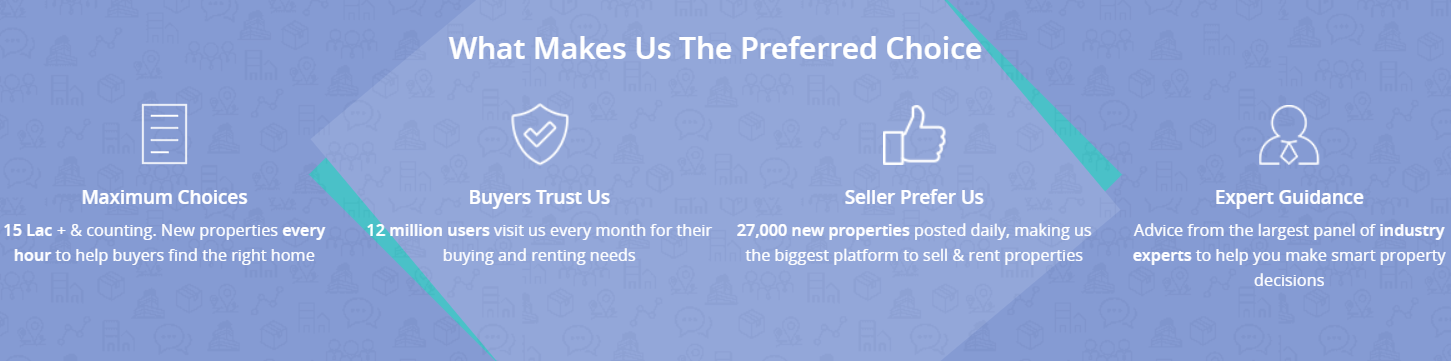 What Makes Us The Preferred Choice
Maximum Choices
15 Lac + & counting. New properties every
hour to help buyers find the right home
Buyers Trust Us
12 million users visit us every month for their
buying and renting needs
Seller Prefer Us
27,000 new properties posted daily, making us
the biggest platform to sell & rent properties
Expert Guidance
Advice from the largest panel of industry
experts to help you make smart property
decisions